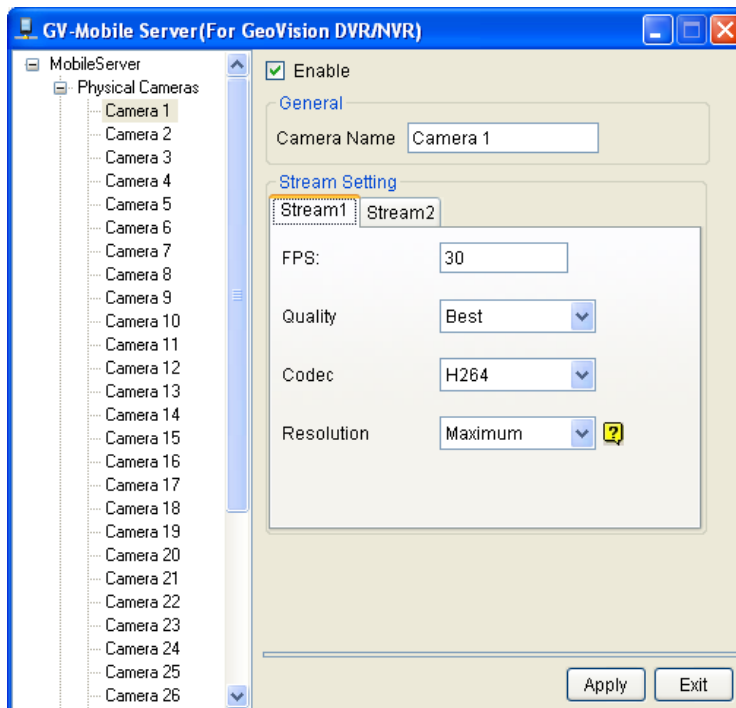 GV-Mobile Server(For GeoVision DVR/NVR)
MobileServer
Physical Cameras
Camera 1
Camera 2
Camera 3
Camera 4
Camera 5
Camera 6
Camera 7
Camera 8
Camera 9
Camera 10
Camera 11
Camera 12
Camera 13
Camera 14
Camera 15
Camera 16
Camera 17
Camera 18
Camera 19
Camera 20
Camera 21
Camera 22
Camera 23
Camera 24
Camera 25
Camera 26
Enable
General
Camera Name Camera 1
Stream Setting
Stream1 Stream2
FPS: 30
Quality Best
Codec H264
Resolution Maximum ?
Apply Exit